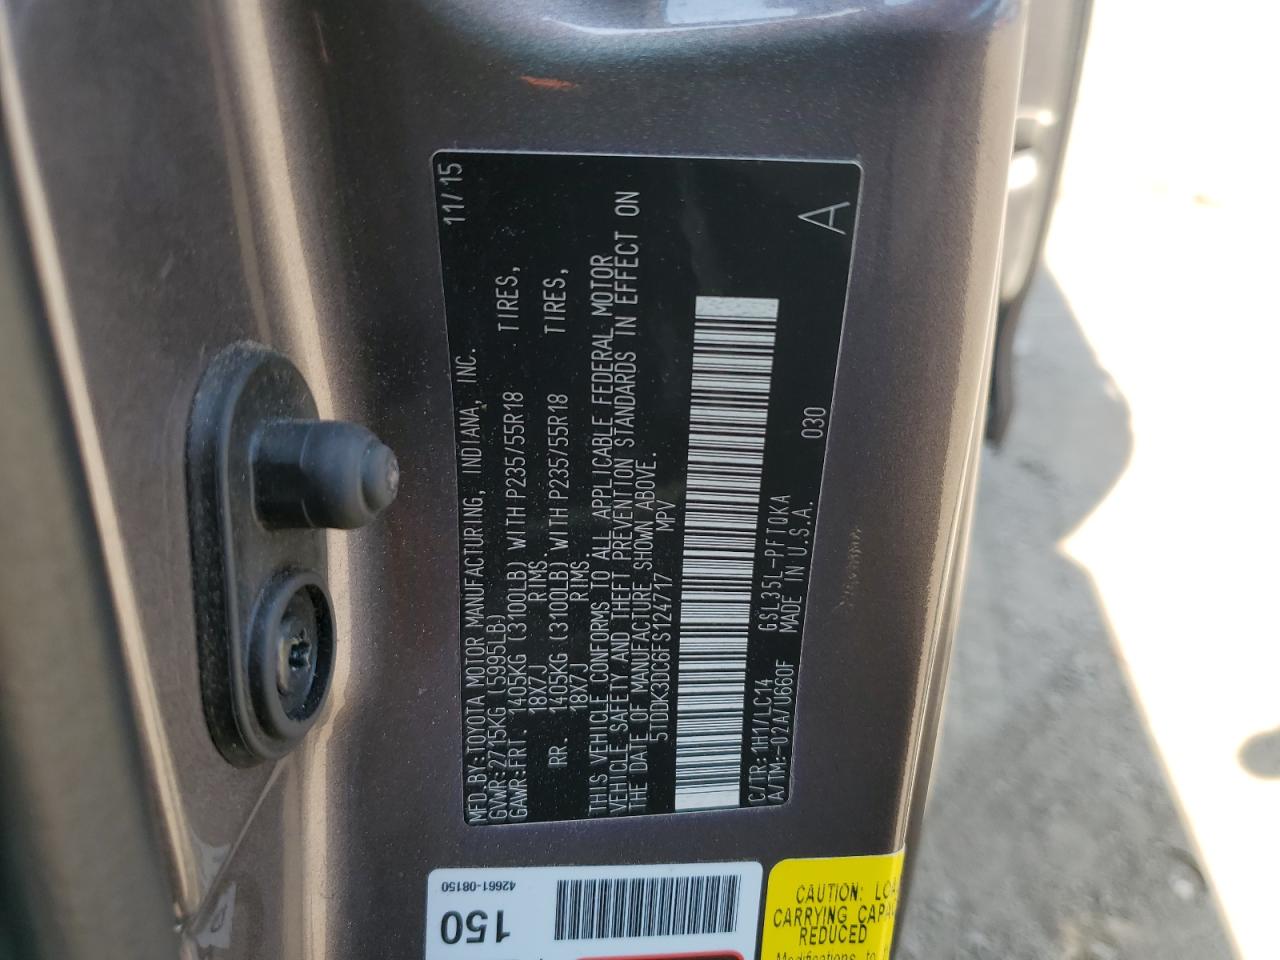 MFD.BY:TOYOTA MOTOR MANUFACTURING, INDIANA, INC. 11/15
GVWR:2715KG (5995LB)
GAWR:FRT. 1405KG (3100LB) WITH P235/55R18 TIRES,
18X7J RIMS,
RR. 1405KG (3100LB) WITH P235/55R18 TIRES,
18X7J RIMS.
THIS VEHICLE CONFORMS TO ALL APPLICABLE FEDERAL MOTOR
VEHICLE SAFETY AND THEFT PREVENTION STANDARDS IN EFFECT ON
THE DATE OF MANUFACTURE SHOWN ABOVE.
5TDDK3DC6FS124717 MPV
C/TR:1H1/LC14 GSL35L-PFTQKA 030 A
A/TM:-02A/U660F MADE IN U.S.A.
42661-08150
150
CAUTION:
CARRYING
REDUCED
Modifications to